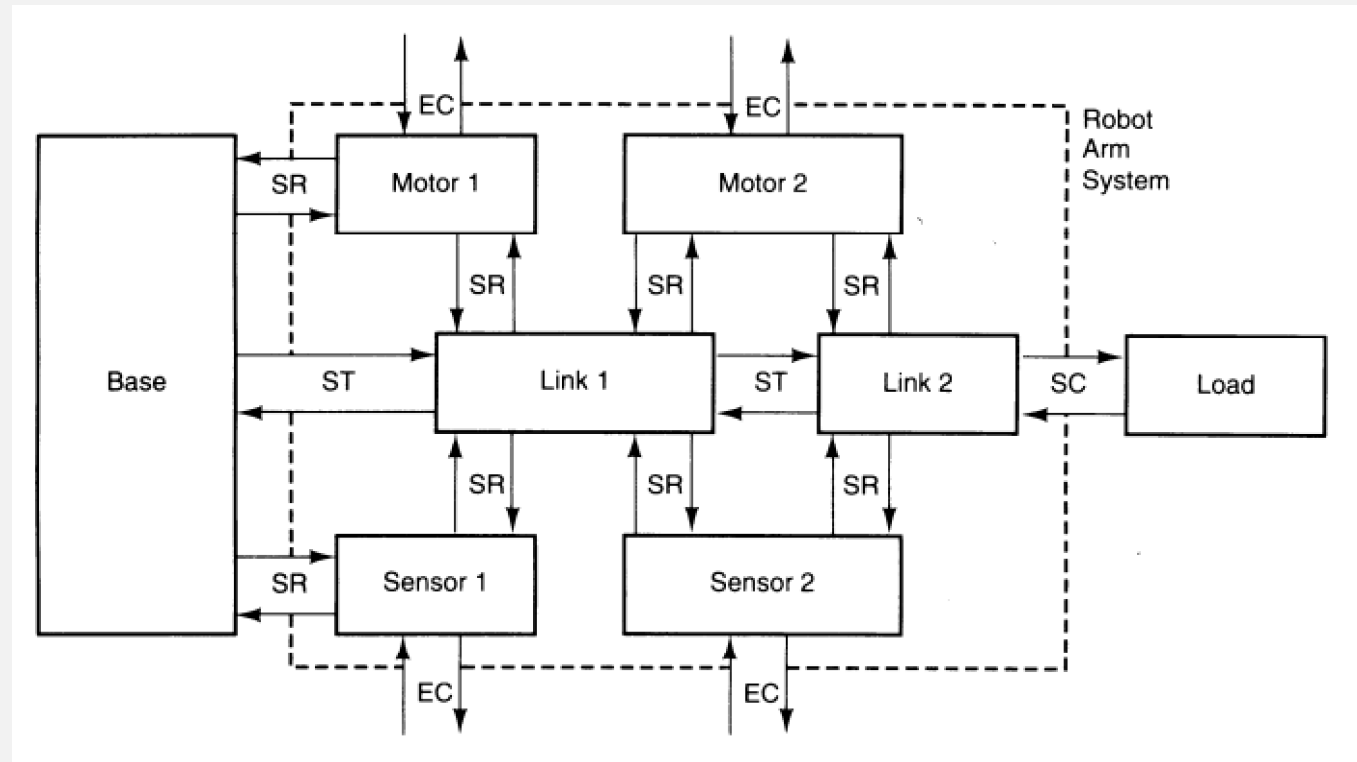 EC
EC
Robot
Arm
System
SR
Motor 1
Motor 2
SR
SR
SR
Base
ST
Link 1
ST
Link 2
SC
Load
SR
SR
SR
SR
Sensor 1
Sensor 2
EC
EC